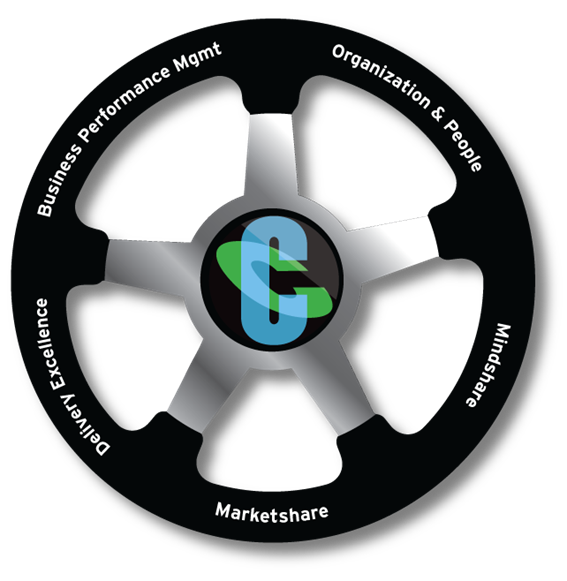 Business Performance Mgmt
Organization & People
Mindshare
Marketshare
Delivery Excellence
C